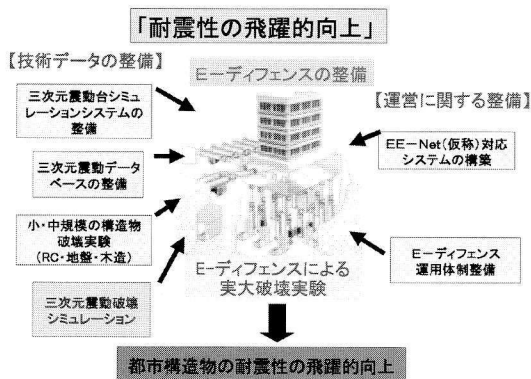 「耐震性の飛躍的向上」
【技術データの整備】
E－ディフェンスの整備
三次元震動台シミュ
レーションシステムの
整備
三次元震動データ
ベースの整備
小・中規模の構造物
破壊実験
(RC・地盤・木造)
三次元震動破壊
シミュレーション
【運営に関する整備】
EE－Net(仮称)対応
システムの構築
E－ディフェンス
運用体制整備
E－ディフェンスによる
実大破壊実験
都市構造物の耐震性の飛躍的向上